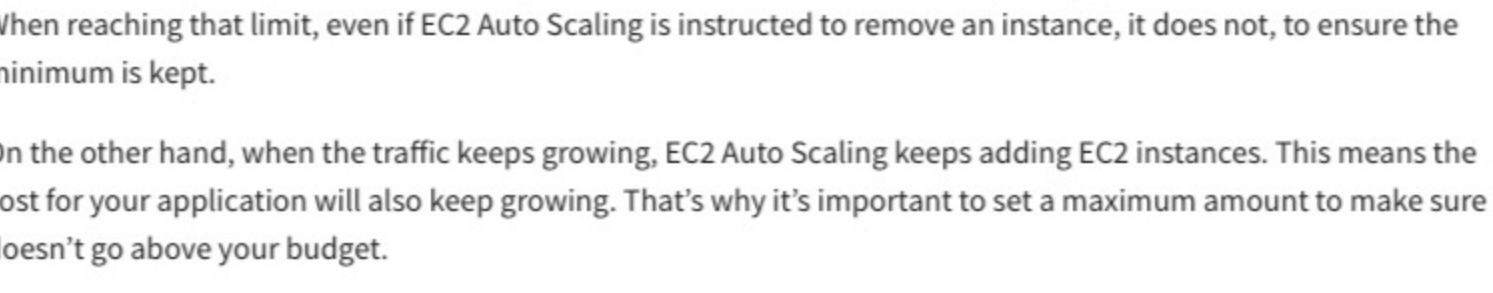 When reaching that limit, even if EC2 Auto Scaling is instructed to remove an instance, it does not, to ensure the
minimum is kept.
On the other hand, when the traffic keeps growing, EC2 Auto Scaling keeps adding EC2 instances. This means the
cost for your application will also keep growing. That’s why it’s important to set a maximum amount to make sure
doesn’t go above your budget.